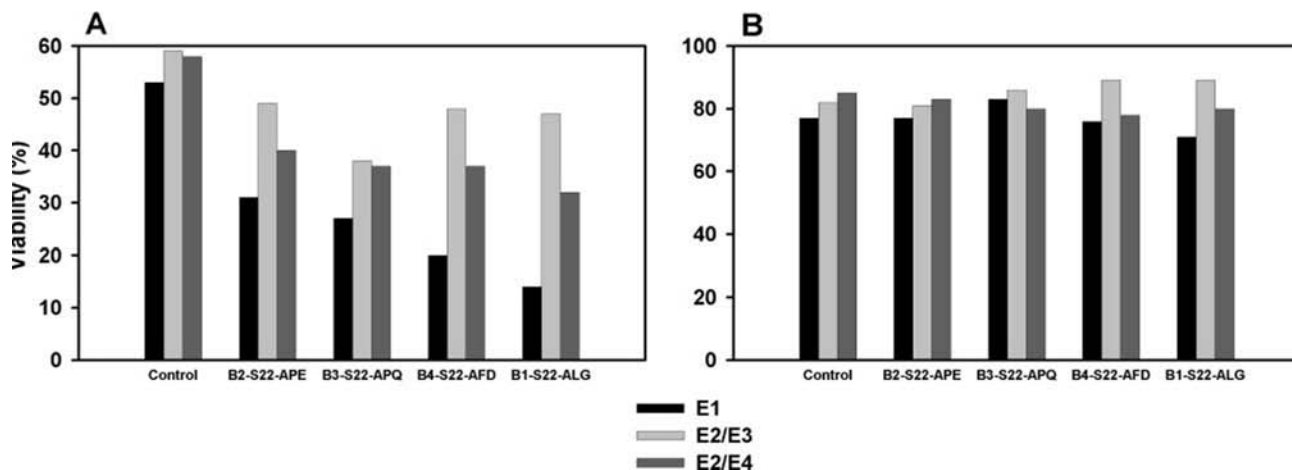 A
B
Viability (%)
60
50
40
30
20
10
0
100
80
60
40
20
0
Control B2-S22-APE B3-S22-APQ B4-S22-AFD B1-S22-ALG
Control B2-S22-APE B3-S22-APQ B4-S22-AFD B1-S22-ALG
E1
E2/E3
E2/E4